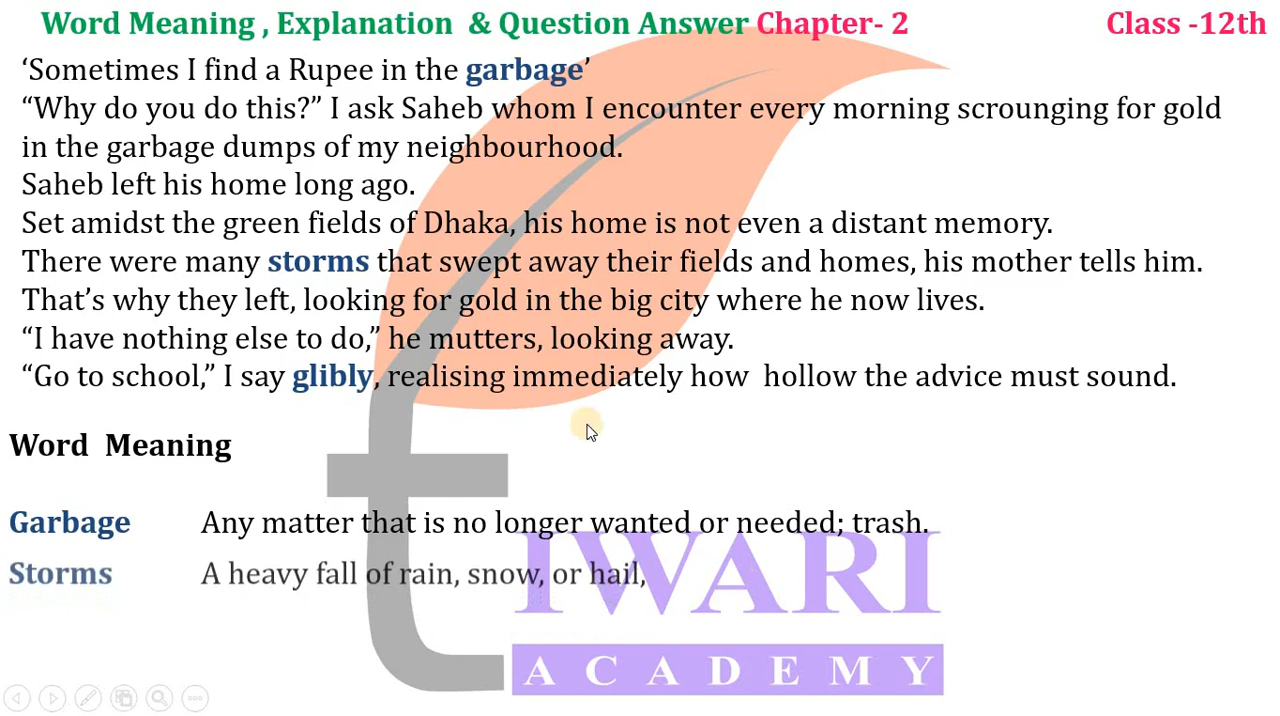 Word Meaning , Explanation & Question Answer Chapter- 2 Class -12th
‘Sometimes I find a Rupee in the garbage’
“Why do you do this?” I ask Saheb whom I encounter every morning scrounging for gold
in the garbage dumps of my neighbourhood.
Saheb left his home long ago.
Set amidst the green fields of Dhaka, his home is not even a distant memory.
There were many storms that swept away their fields and homes, his mother tells him.
That’s why they left, looking for gold in the big city where he now lives.
“I have nothing else to do,” he mutters, looking away.
“Go to school,” I say glibly, realising immediately how hollow the advice must sound.
Word Meaning
Garbage Any matter that is no longer wanted or needed; trash.
Storms A heavy fall of rain, snow, or hail,
tIWARI
ACADEMY